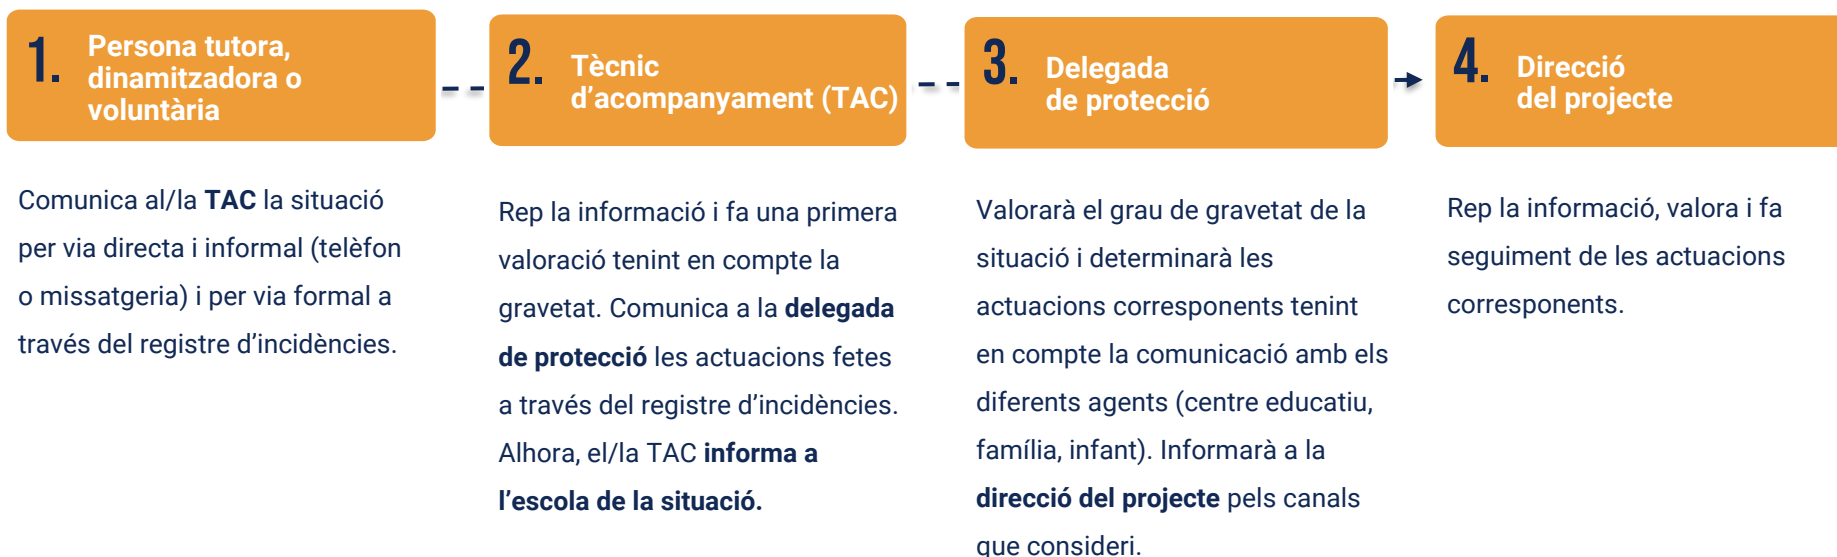 1.
Persona tutora,
dinamitzadora o
voluntària
Comunica al/la TAC la situació
per via directa i informal (telèfon
o missatgeria) i per via formal a
través del registre d’incidències.
2.
Tècnic
d’acompanyament (TAC)
Rep la informació i fa una primera
valoració tenint en compte la
gravetat. Comunica a la delegada
de protecció les actuacions fetes
a través del registre d’incidències.
Alhora, el/la TAC informa a
l’escola de la situació.
3.
Delegada
de protecció
Valorarà el grau de gravetat de la
situació i determinarà les
actuacions corresponents tenint
en compte la comunicació amb els
diferents agents (centre educatiu,
família, infant). Informarà a la
direcció del projecte pels canals
que consideri.
4.
Direcció
del projecte
Rep la informació, valora i fa
seguiment de les actuacions
corresponents.